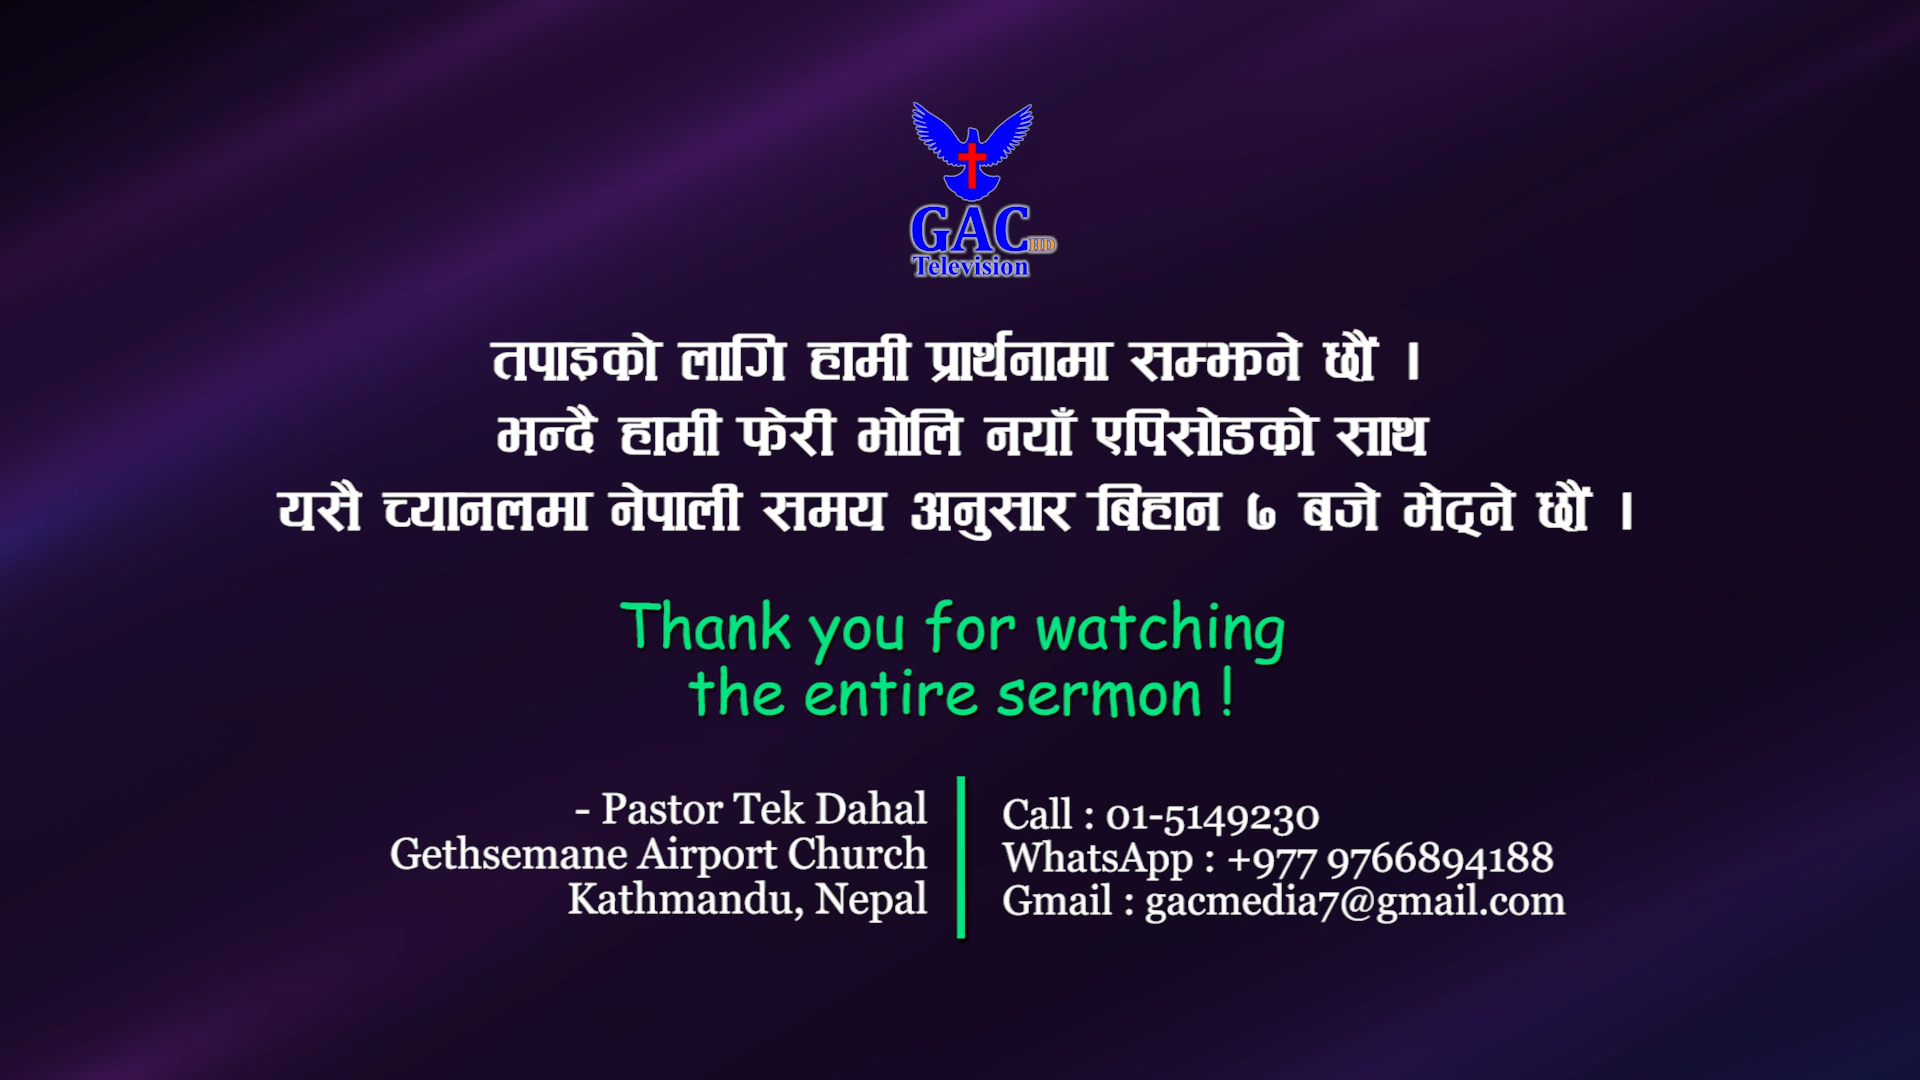 GAC HD
Television
तपाइको लागि हामी प्रार्थनामा सम्झने छौं ।
भन्दै हामी फेरी भोलि नयाँ एपिसोडको साथ
यसै च्यानलमा नेपाली समय अनुसार बिहान ७ बजे भेट्ने छौं ।
Thank you for watching
the entire sermon !
- Pastor Tek Dahal
Gethsemane Airport Church
Kathmandu, Nepal
Call : 01-5149230
WhatsApp : +977 9766894188
Gmail : gacmedia7@gmail.com